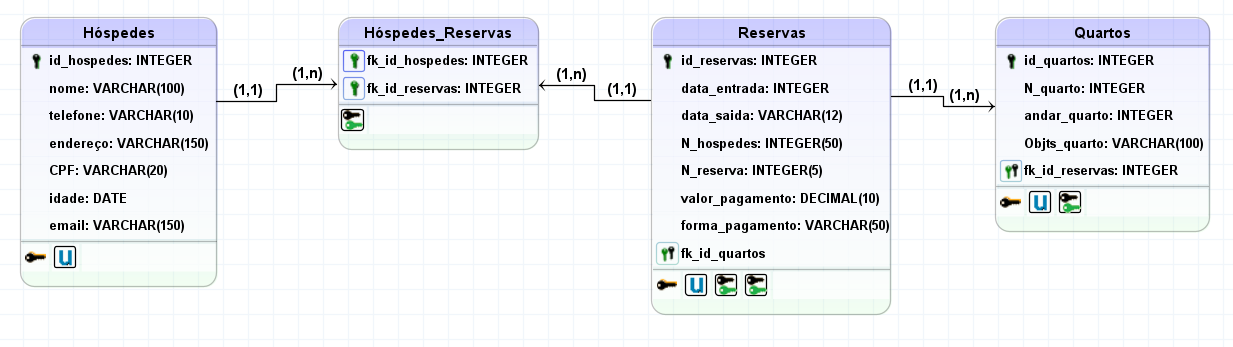 Hóspedes
id_hospedes: INTEGER
nome: VARCHAR(100)
telefone: VARCHAR(10)
endereço: VARCHAR(150)
CPF: VARCHAR(20)
idade: DATE
email: VARCHAR(150)
u
(1,1)
(1,n)
Hóspedes_Reservas
fk_id_hospedes: INTEGER
fk_id_reservas: INTEGER
(1,n)
(1,1)
Reservas
id_reservas: INTEGER
data_entrada: INTEGER
data_saida: VARCHAR(12)
N_hospedes: INTEGER(50)
N_reserva: INTEGER(5)
valor_pagamento: DECIMAL(10)
forma_pagamento: VARCHAR(50)
fk_id_quartos
u
(1,1)
(1,n)
Quartos
id_quartos: INTEGER
N_quarto: INTEGER
andar_quarto: INTEGER
Objts_quarto: VARCHAR(100)
fk_id_reservas: INTEGER
u